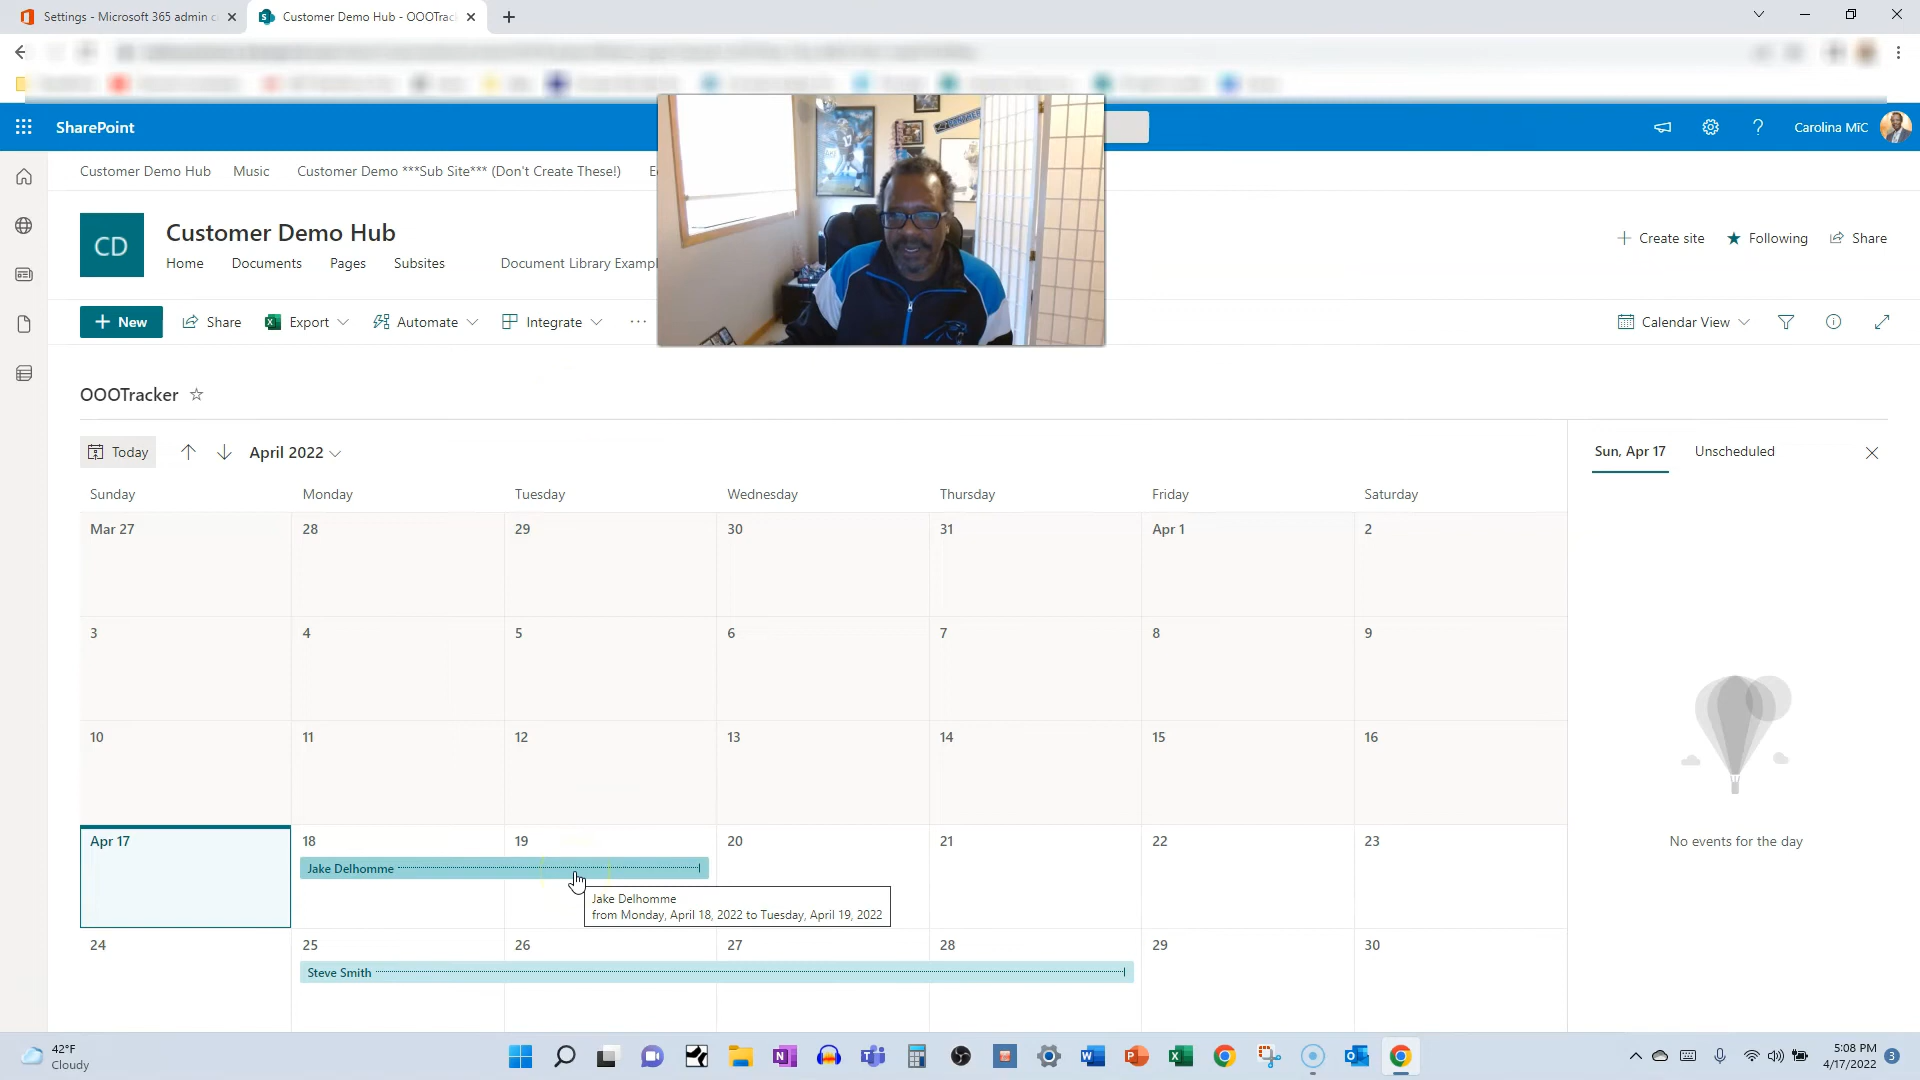 Settings - Microsoft 365 admin c
Customer Demo Hub - OOOTrac
SharePoint
Carolina MiC
Customer Demo Hub
Music
Customer Demo ***Sub Site*** (Don't Create These!)
CD
Customer Demo Hub
Home
Documents
Pages
Subsites
Document Library Exampl
Create site
Following
Share
New
Share
Export
Automate
Integrate
Calendar View
OOOTracker
Today
April 2022
Sun, Apr 17
Unscheduled
Sunday
Monday
Tuesday
Wednesday
Thursday
Friday
Saturday
Mar 27
28
29
30
31
Apr 1
2
3
4
5
6
7
8
9
10
11
12
13
14
15
16
Apr 17
18
19
20
21
22
23
No events for the day
Jake Delhomme
Jake Delhomme
from Monday, April 18, 2022 to Tuesday, April 19, 2022
24
25
26
27
28
29
30
Steve Smith
42°F
Cloudy
5:08 PM
4/17/2022
3